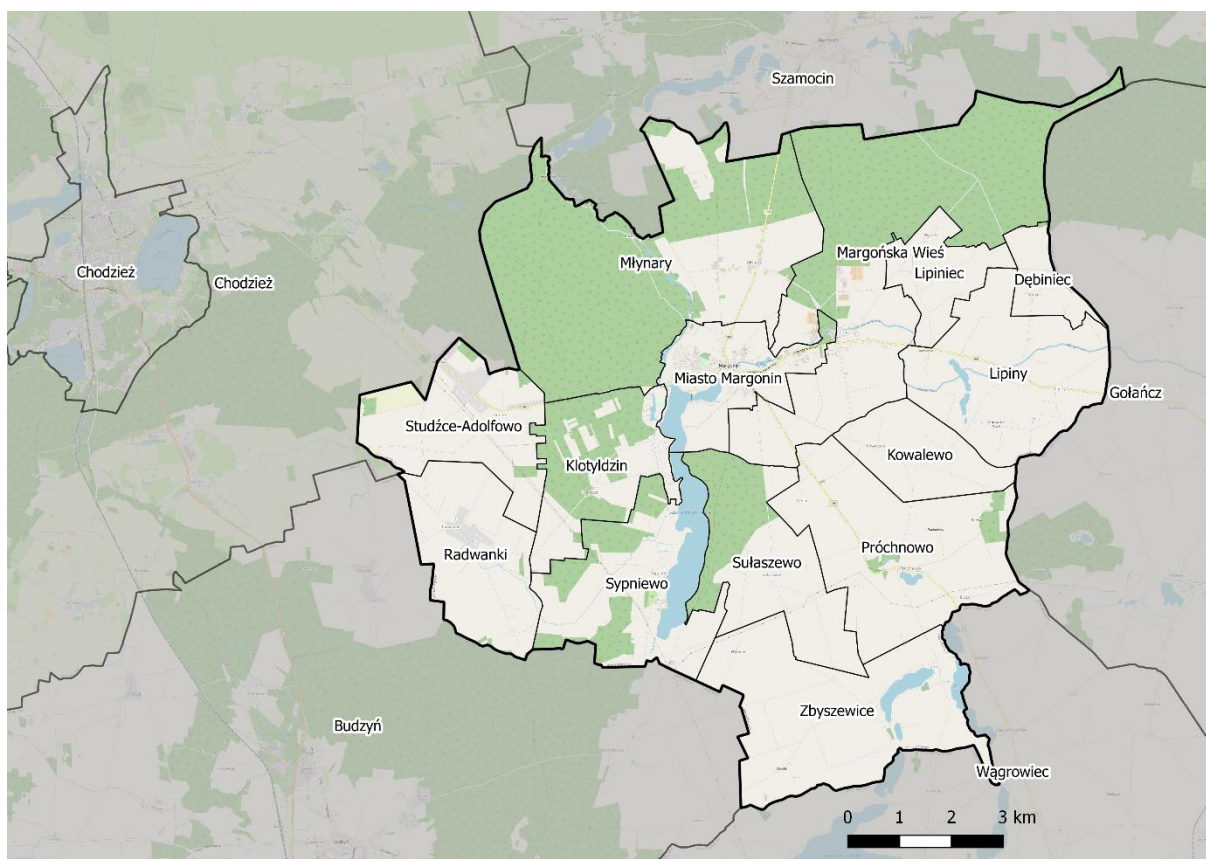 Szamocin
Chodzież
Chodzież
Młynary
Margońska Wieś
Lipiniec
Dębiniec
Miasto Margonin
Lipiny
Gołańcz
Studźce-Adolfowo
Klotyldzin
Kowalewo
Radwanki
Sypniewo
Sułaszewo
Próchnowo
Zbyszewice
Budzyń
Wągrowiec
0 1 2 3 km